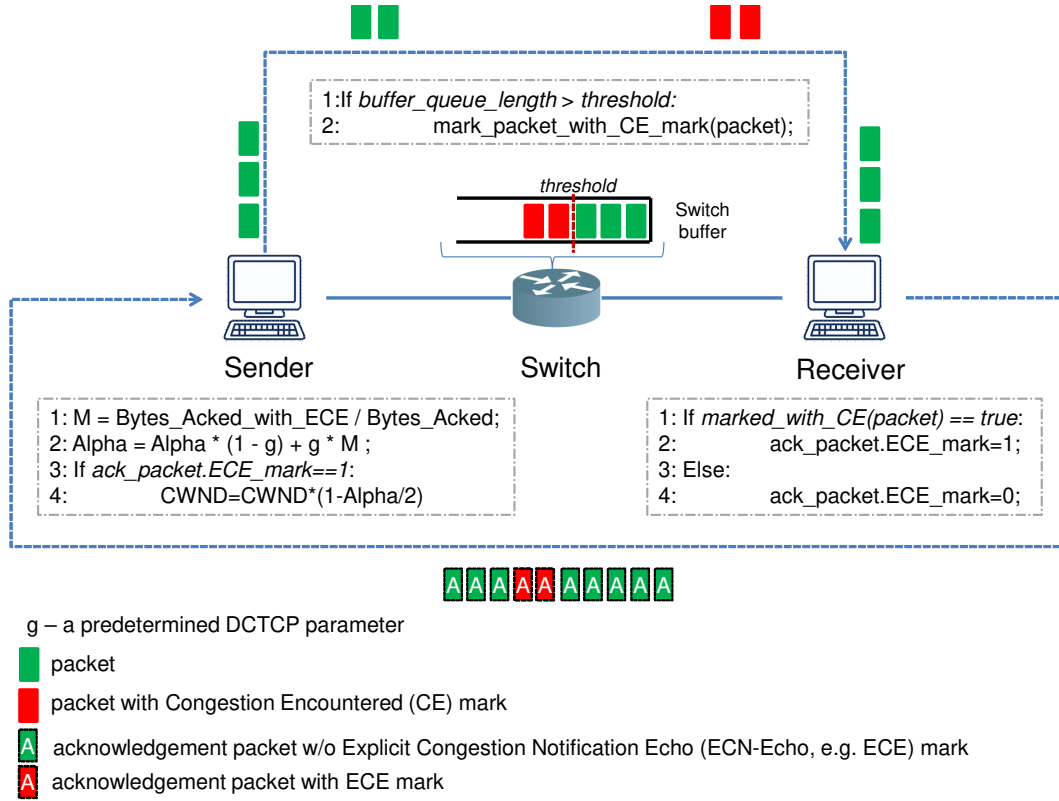 1:If buffer_queue_length > threshold:
2: mark_packet_with_CE_mark(packet);
threshold
Switch
buffer
Sender
Switch
Receiver
1: M = Bytes_Acked_with_ECE / Bytes_Acked;
2: Alpha = Alpha * (1 - g) + g * M ;
3: If ack_packet.ECE_mark==1:
4: CWND=CWND*(1-Alpha/2)
1: If marked_with_CE(packet) == true:
2: ack_packet.ECE_mark=1;
3: Else:
4: ack_packet.ECE_mark=0;
A A A A A A A A A A
g – a predetermined DCTCP parameter
packet
packet with Congestion Encountered (CE) mark
A acknowledgement packet w/o Explicit Congestion Notification Echo (ECN-Echo, e.g. ECE) mark
A acknowledgement packet with ECE mark